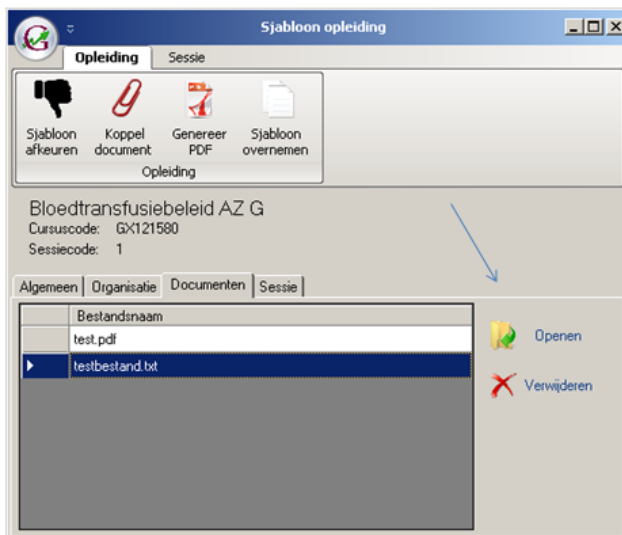 Sjabloon opleiding
Opleiding Sessie
Sjabloon afkeuren
Koppel document
Genereer PDF
Sjabloon overnemen
Opleiding
Bloedtransfusiebeleid AZ G
Cursuscode: GX121580
Sessiecode: 1
Algemeen Organisatie Documenten Sessie
Bestandsnaam
test.pdf
testbestand.txt
Openen
Verwijderen